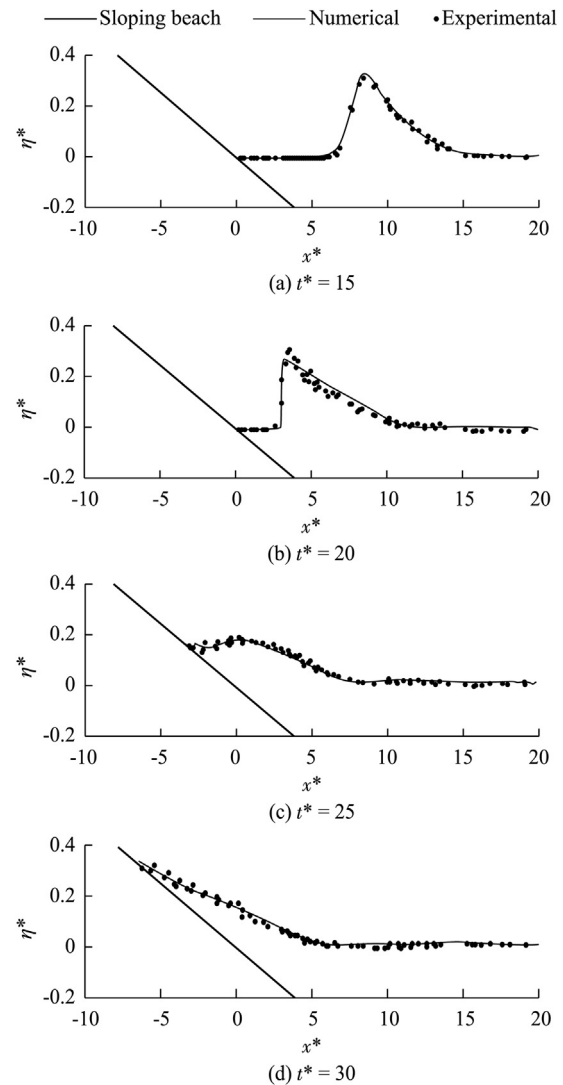 Sloping beach Numerical Experimental
0.4
0.2
0
-0.2
η*
-10 -5 0 5 10 15 20
x*
(a) t* = 15
0.4
0.2
0
-0.2
η*
-10 -5 0 5 10 15 20
x*
(b) t* = 20
0.4
0.2
0
-0.2
η*
-10 -5 0 5 10 15 20
x*
(c) t* = 25
0.4
0.2
0
-0.2
η*
-10 -5 0 5 10 15 20
x*
(d) t* = 30